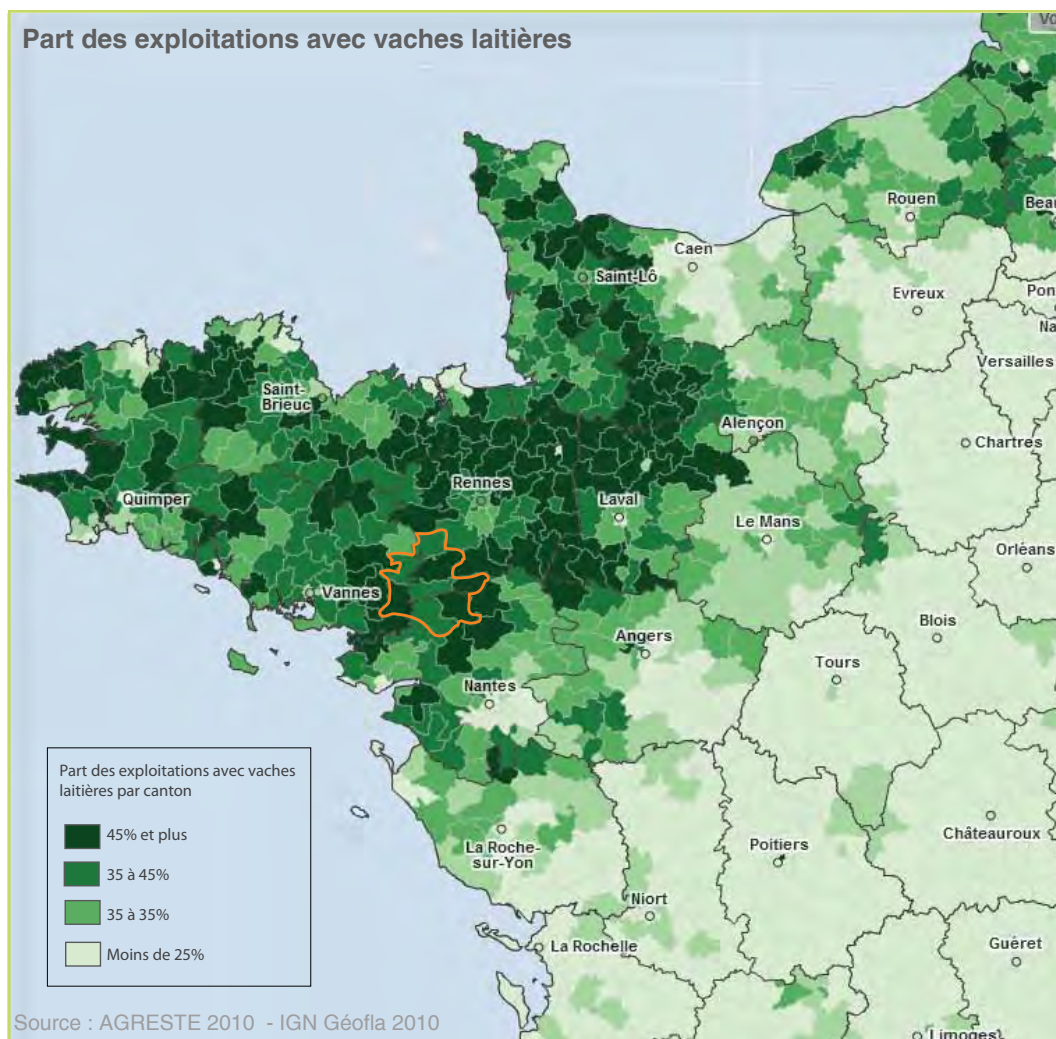 Part des exploitations avec vaches laitières
Rouen
Caen
Saint-Lô
Evreux
Versailles
Saint-
Brieuc
Alençon
Chartres
Quimper
Rennes
Laval
Le Mans
Orléans
Vannes
Blois
Angers
Tours
Nantes
Part des exploitations avec vaches
laitières par canton
45% et plus
35 à 45%
35 à 35%
Moins de 25%
La Roche-
sur-Yon
Poitiers
Châteauroux
Niort
La Rochelle
Guéret
Source : AGRESTE 2010 - IGN Géofla 2010
Limoges